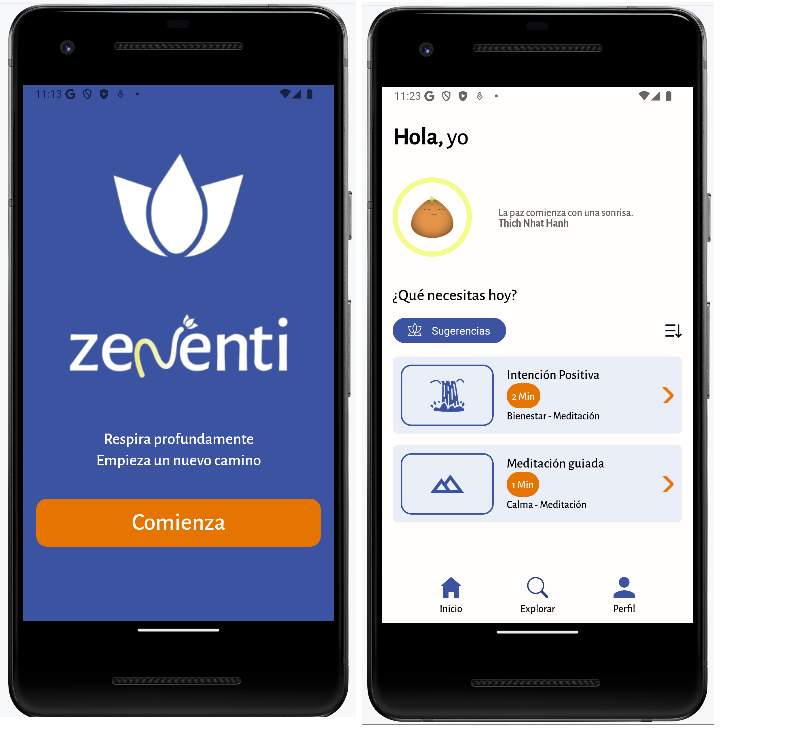 11:13
zenenti
Respira profundamente
Empieza un nuevo camino
Comienza
11:23
Hola, yo
La paz comienza con una sonrisa.
Thich Nhat Hanh
¿Qué necesitas hoy?
Sugerencias
Intención Positiva
2 Min
Bienestar - Meditación
Meditación guiada
1 Min
Calma - Meditación
Inicio
Explorar
Perfil